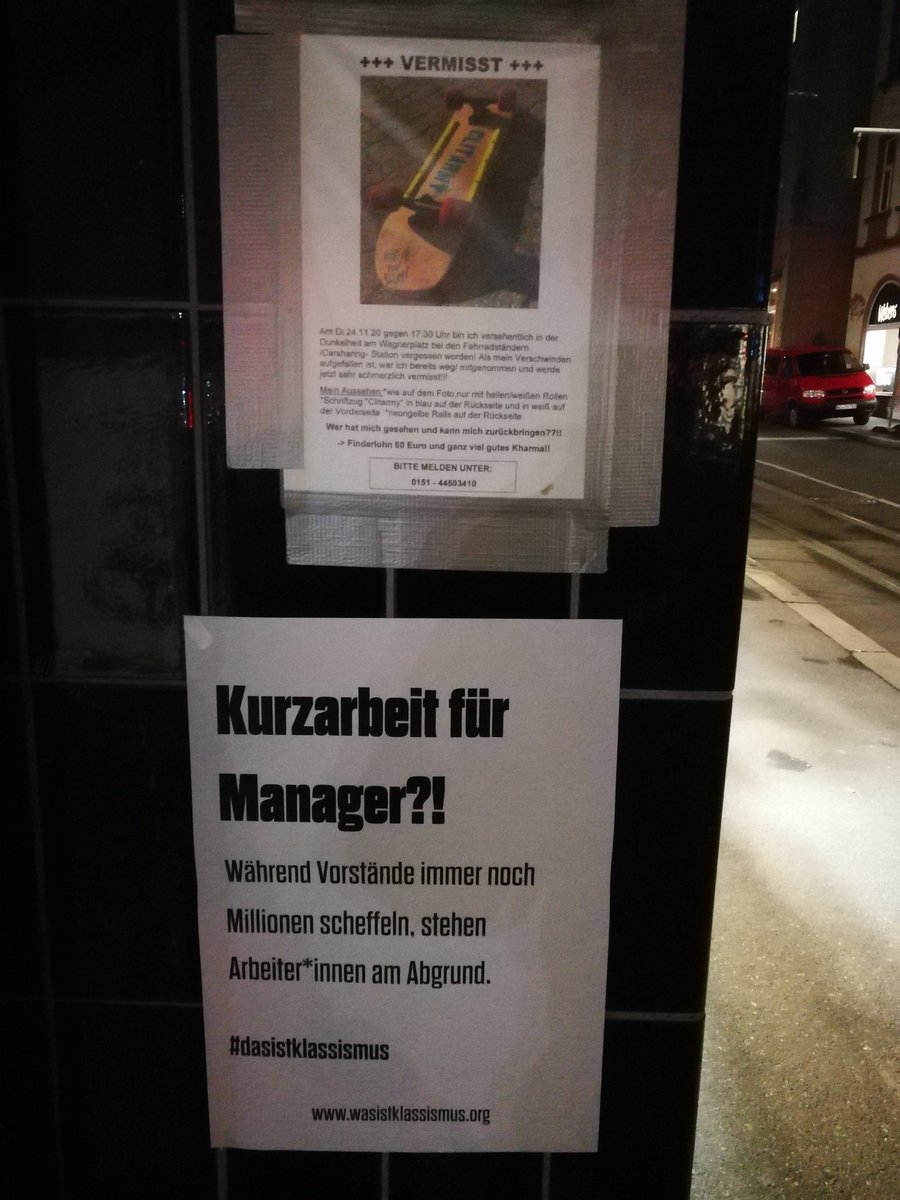 +++ VERMISST +++
CLITARMY
Am Di 24.11.20 gegen 17:30 Uhr bin ich versehentlich in der
Dunkelheit am Wagnerplatz bei den Fahrradständern
/Carsharing- Station vergessen worden! Als mein Verschwinden
aufgefallen ist, war ich bereits weg/ mitgenommen und werde
jetzt sehr schmerzlich vermisst!!!
Mein Aussehen: *wie auf dem Foto,nur mit hellen/weißen Rollen
*Schriftzug "Clitarmy" in blau auf der Rückseite und in weiß auf
der Vorderseite *neongelbe Rails auf der Rückseite
Wer hat mich gesehen und kann mich zurückbringen??!!
-> Finderlohn 60 Euro und ganz viel gutes Kharma!!
BITTE MELDEN UNTER:
0151 - 44503410
Kurzarbeit für
Manager?!
Während Vorstände immer noch
Millionen scheffeln, stehen
Arbeiter*innen am Abgrund.
#dasistklassismus
www.wasistklassismus.org